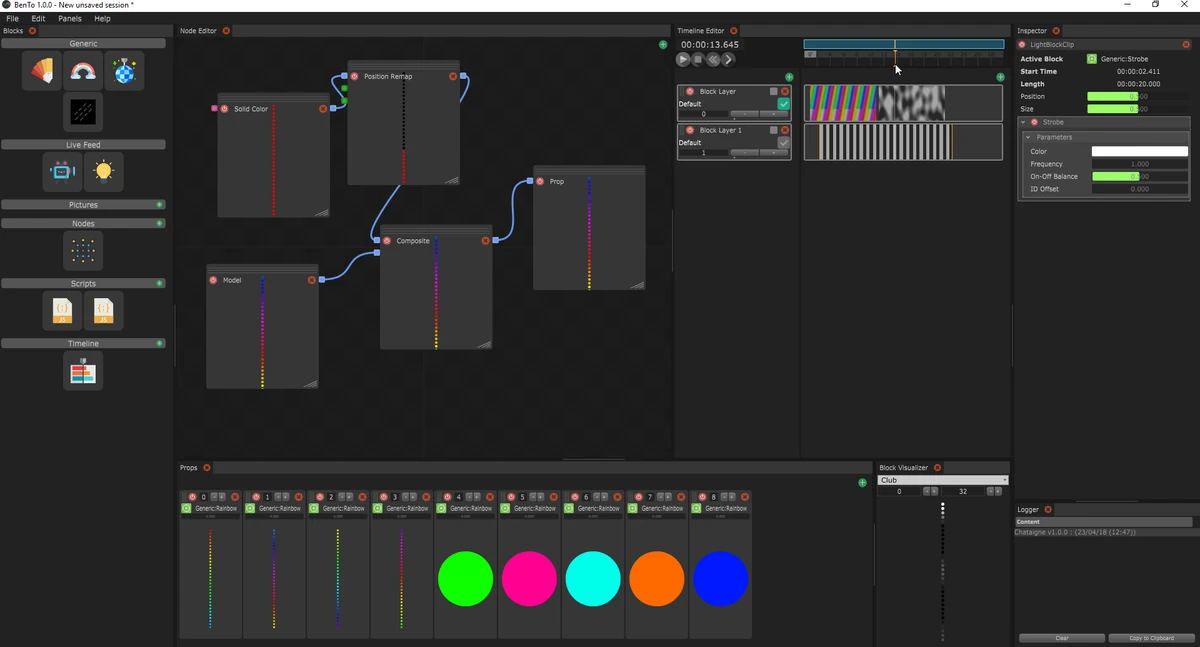 BenTo 1.0.0 - New unsaved session *
File Edit Panels Help
Blocks
Generic
Live Feed
Pictures
Nodes
Scripts
{;}
JS
{;}
JS
Timeline
Node Editor
Position Remap
Solid Color
Prop
Composite
Model
Timeline Editor
00:00:13.645
Block Layer
Default
0
Block Layer 1
Default
1
Inspector
LightBlockClip
Active Block Generic:Strobe
Start Time 00:00:02.411
Length 00:00:20.000
Position
Size
Strobe
Parameters
Color
Frequency 1.000
On-Off Balance
ID Offset 0.000
Props
0 1 2 3 4 5 6 7 8
Generic:Rainbow Generic:Rainbow Generic:Rainbow Generic:Rainbow Generic:Rainbow Generic:Rainbow Generic:Rainbow Generic:Rainbow Generic:Rainbow
Block Visualizer
Club
0 32
Logger
Content
Chataigne v1.0.0 : (23/04/18 (12:47))
Clear Copy to Clipboard